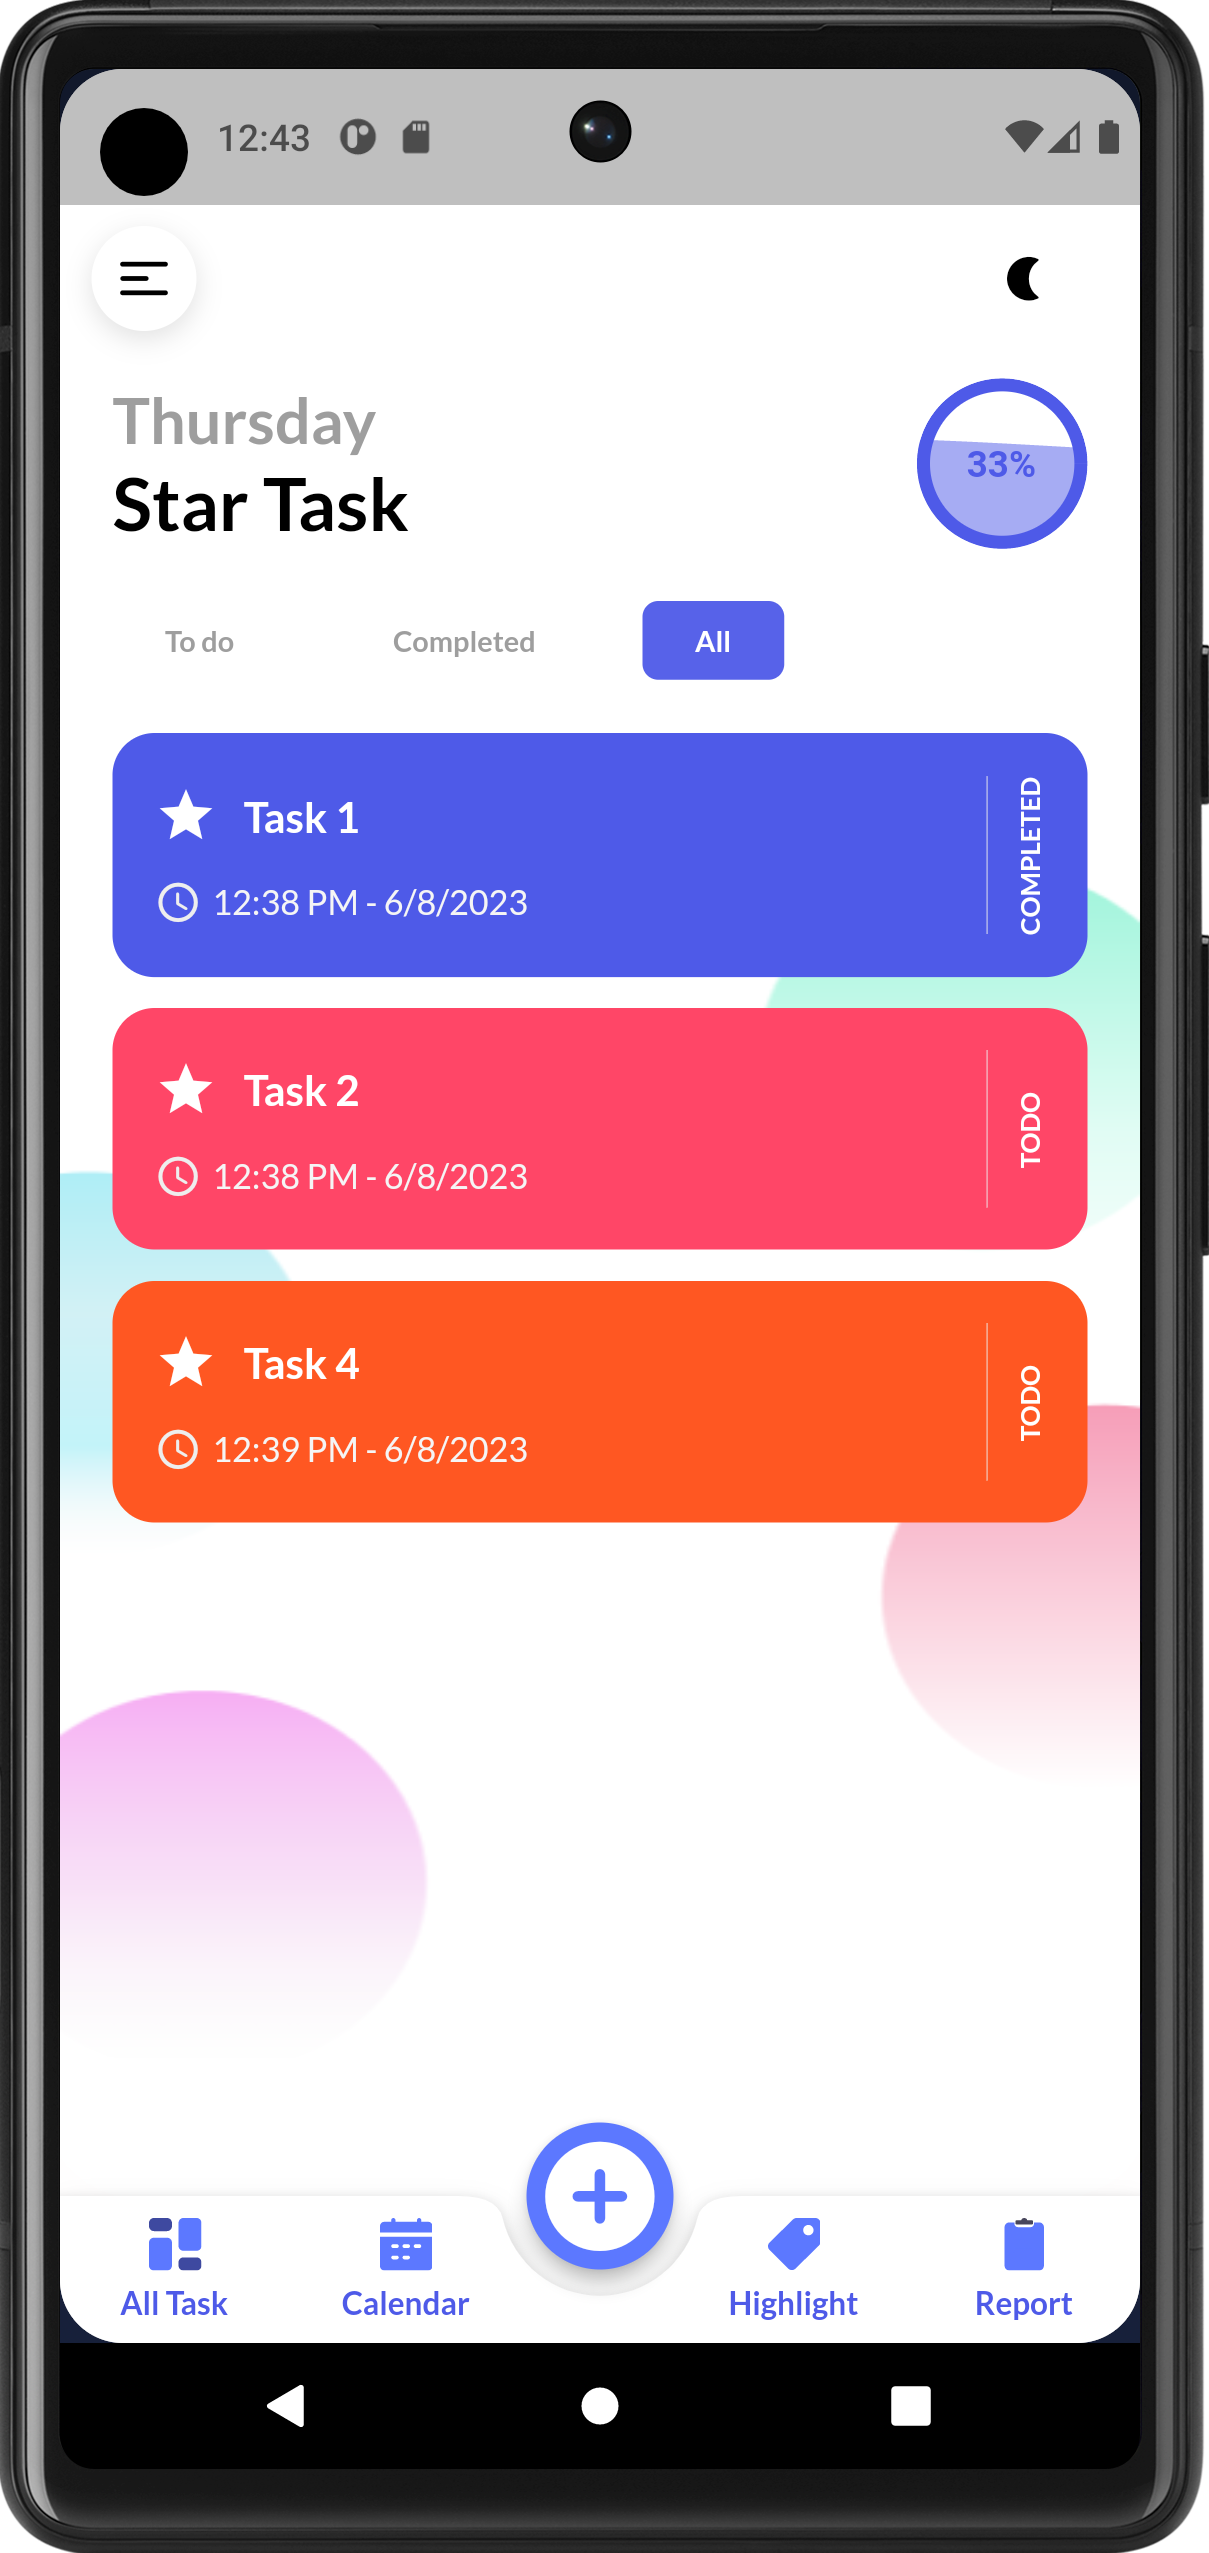 12:43
Thursday
Star Task
33%
To do Completed All
Task 1
12:38 PM - 6/8/2023
COMPLETED
Task 2
12:38 PM - 6/8/2023
TODO
Task 4
12:39 PM - 6/8/2023
TODO
All Task Calendar Highlight Report